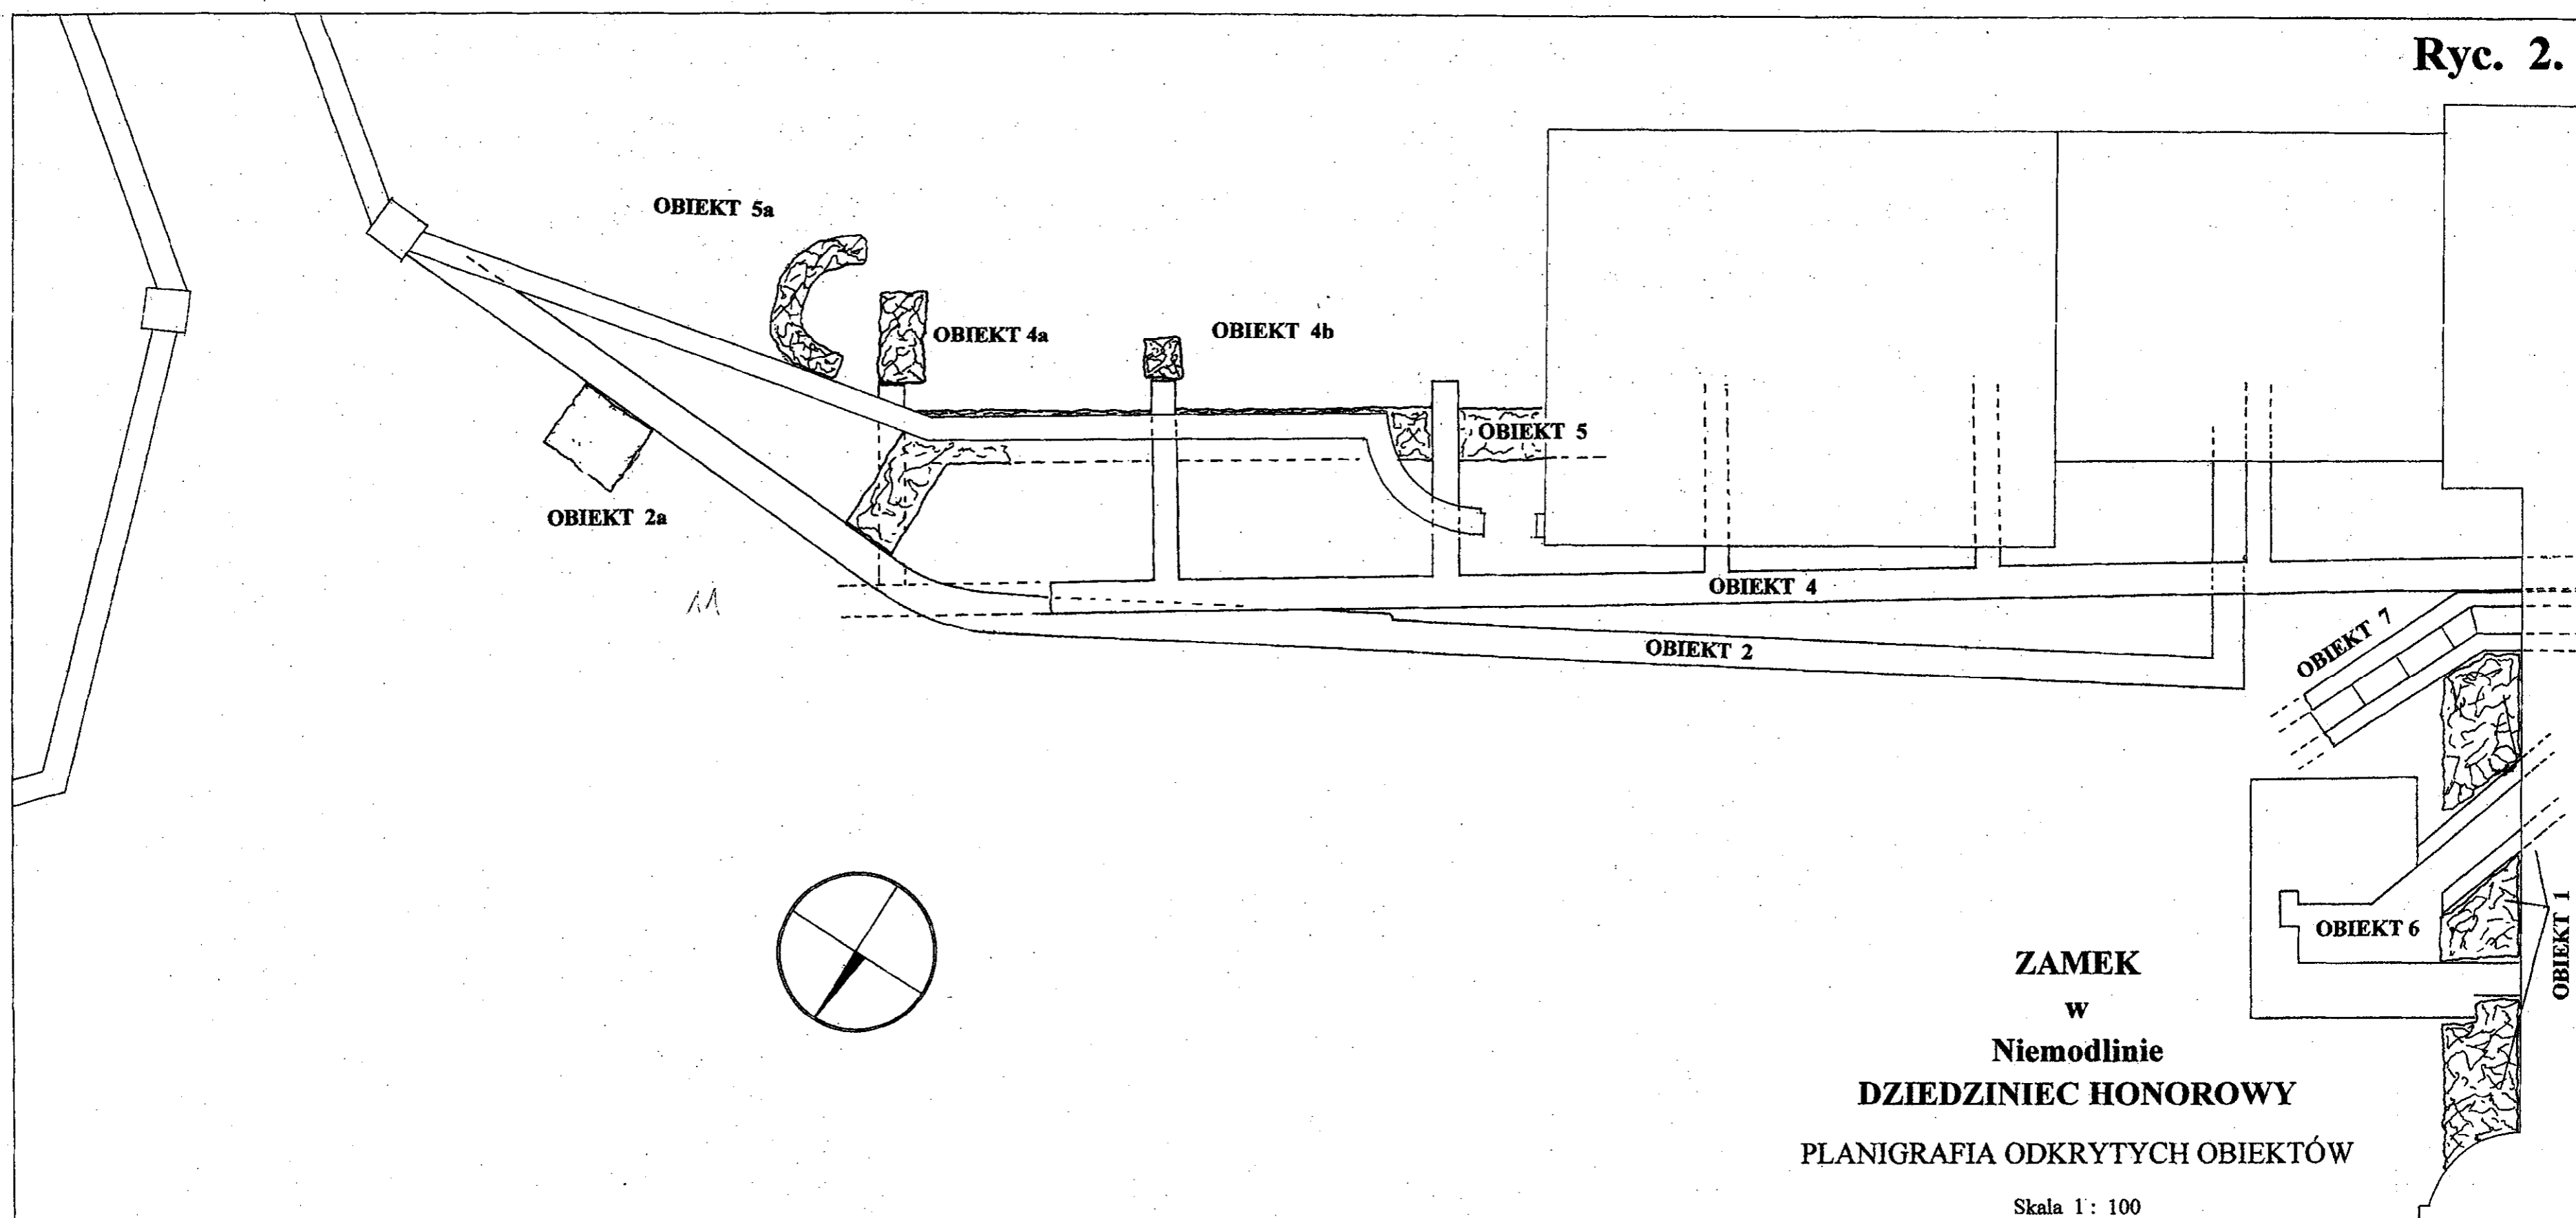 Ryc. 2.
OBIEKT 5a
OBIEKT 4a
OBIEKT 4b
OBIEKT 5
OBIEKT 2a
OBIEKT 4
OBIEKT 2
OBIEKT 7
OBIEKT 6
OBIEKT 1
11
ZAMEK
w
Niemodlinie
DZIEDZINIEC HONOROWY
PLANIGRAFIA ODKRYTYCH OBIEKTÓW
Skala 1 : 100